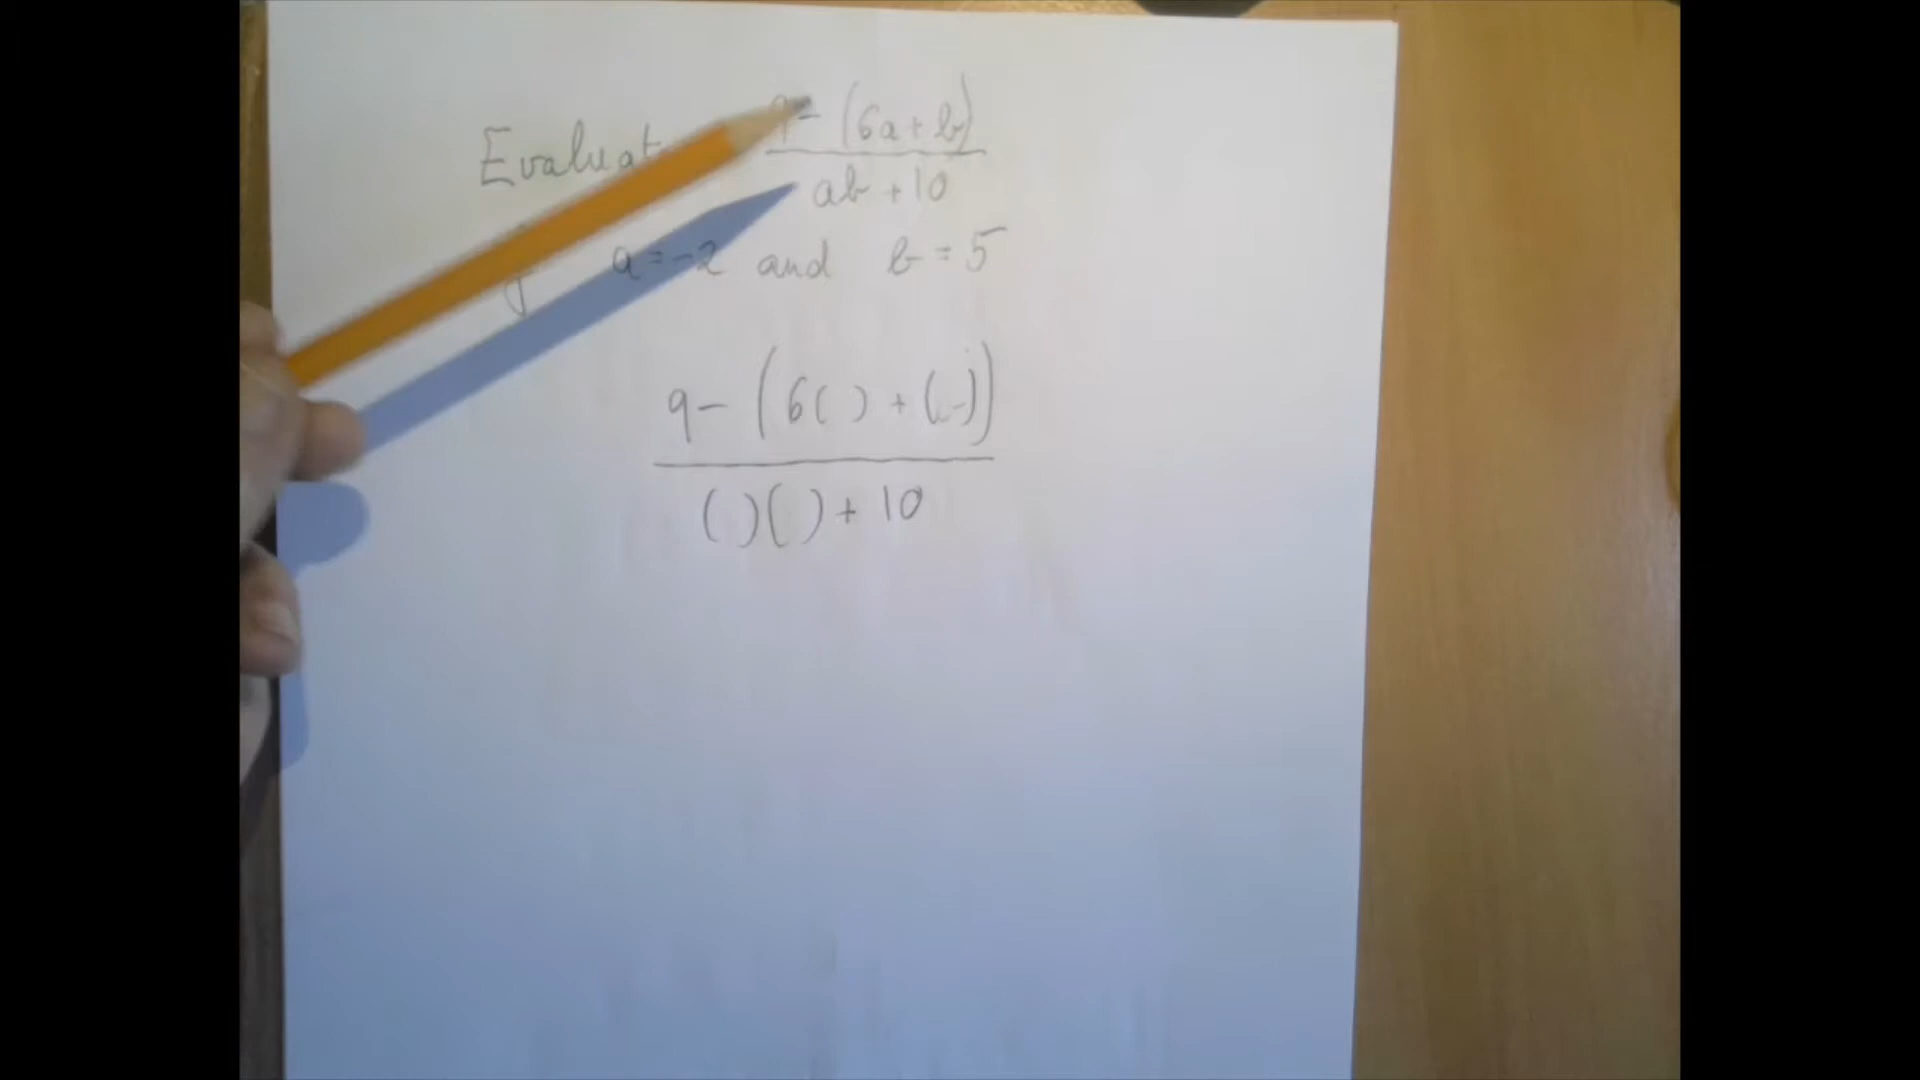 Evaluat 9 - (6a + b) / ab + 10
a = -2 and b = 5
9 - (6( ) + ( ))
( )( ) + 10